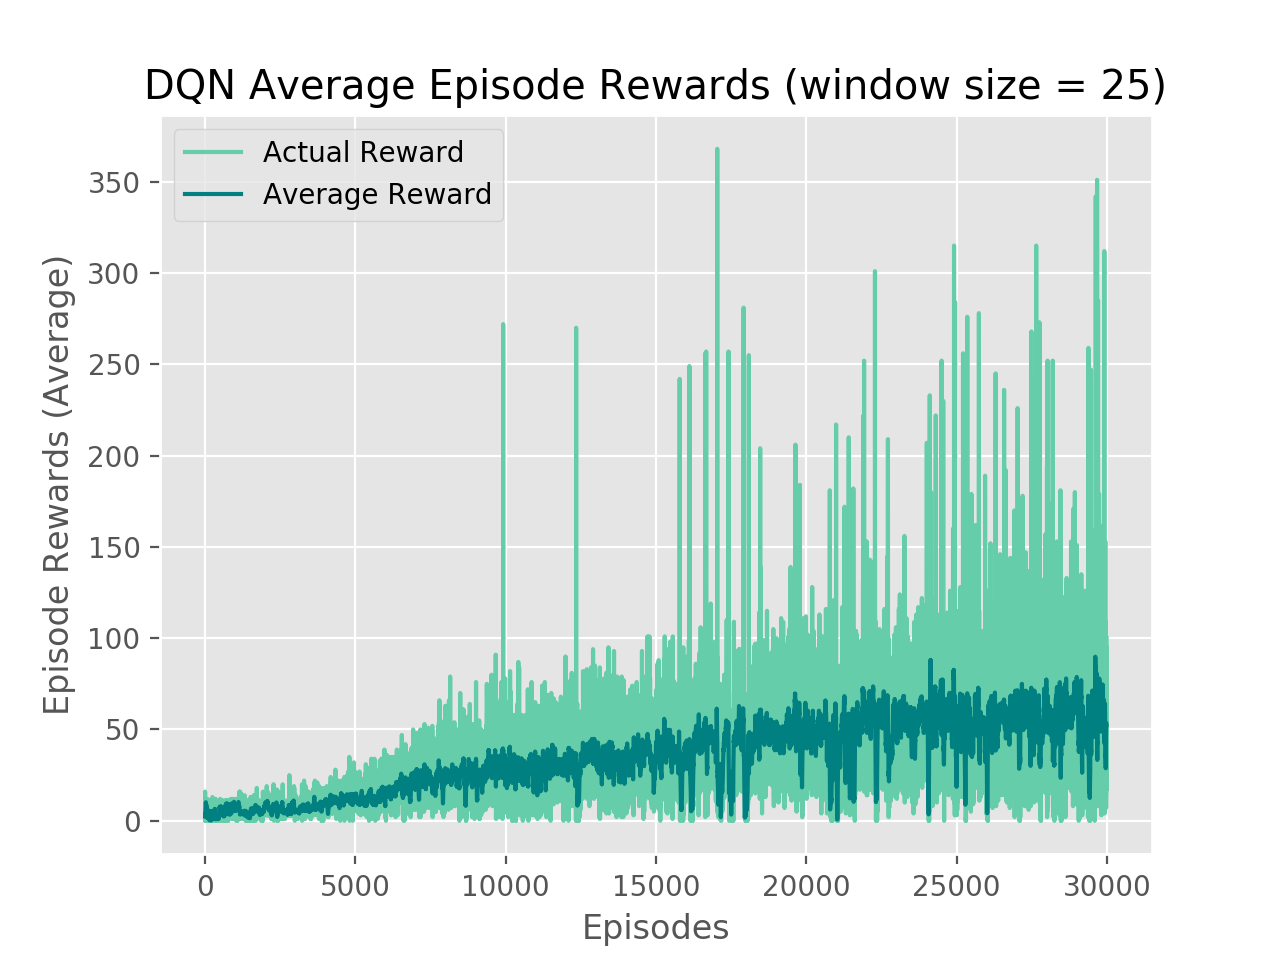 DQN Average Episode Rewards (window size = 25)
Actual Reward
Average Reward
Episode Rewards (Average)
350
300
250
200
150
100
50
0
0 5000 10000 15000 20000 25000 30000
Episodes